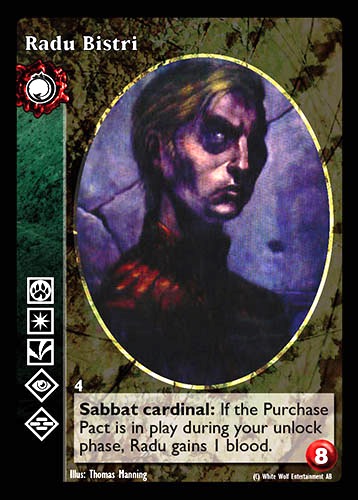 Radu Bistri
4
Sabbat cardinal: If the Purchase
Pact is in play during your unlock
phase, Radu gains 1 blood.
8
Illus: Thomas Manning
(C) White Wolf Entertainment AB